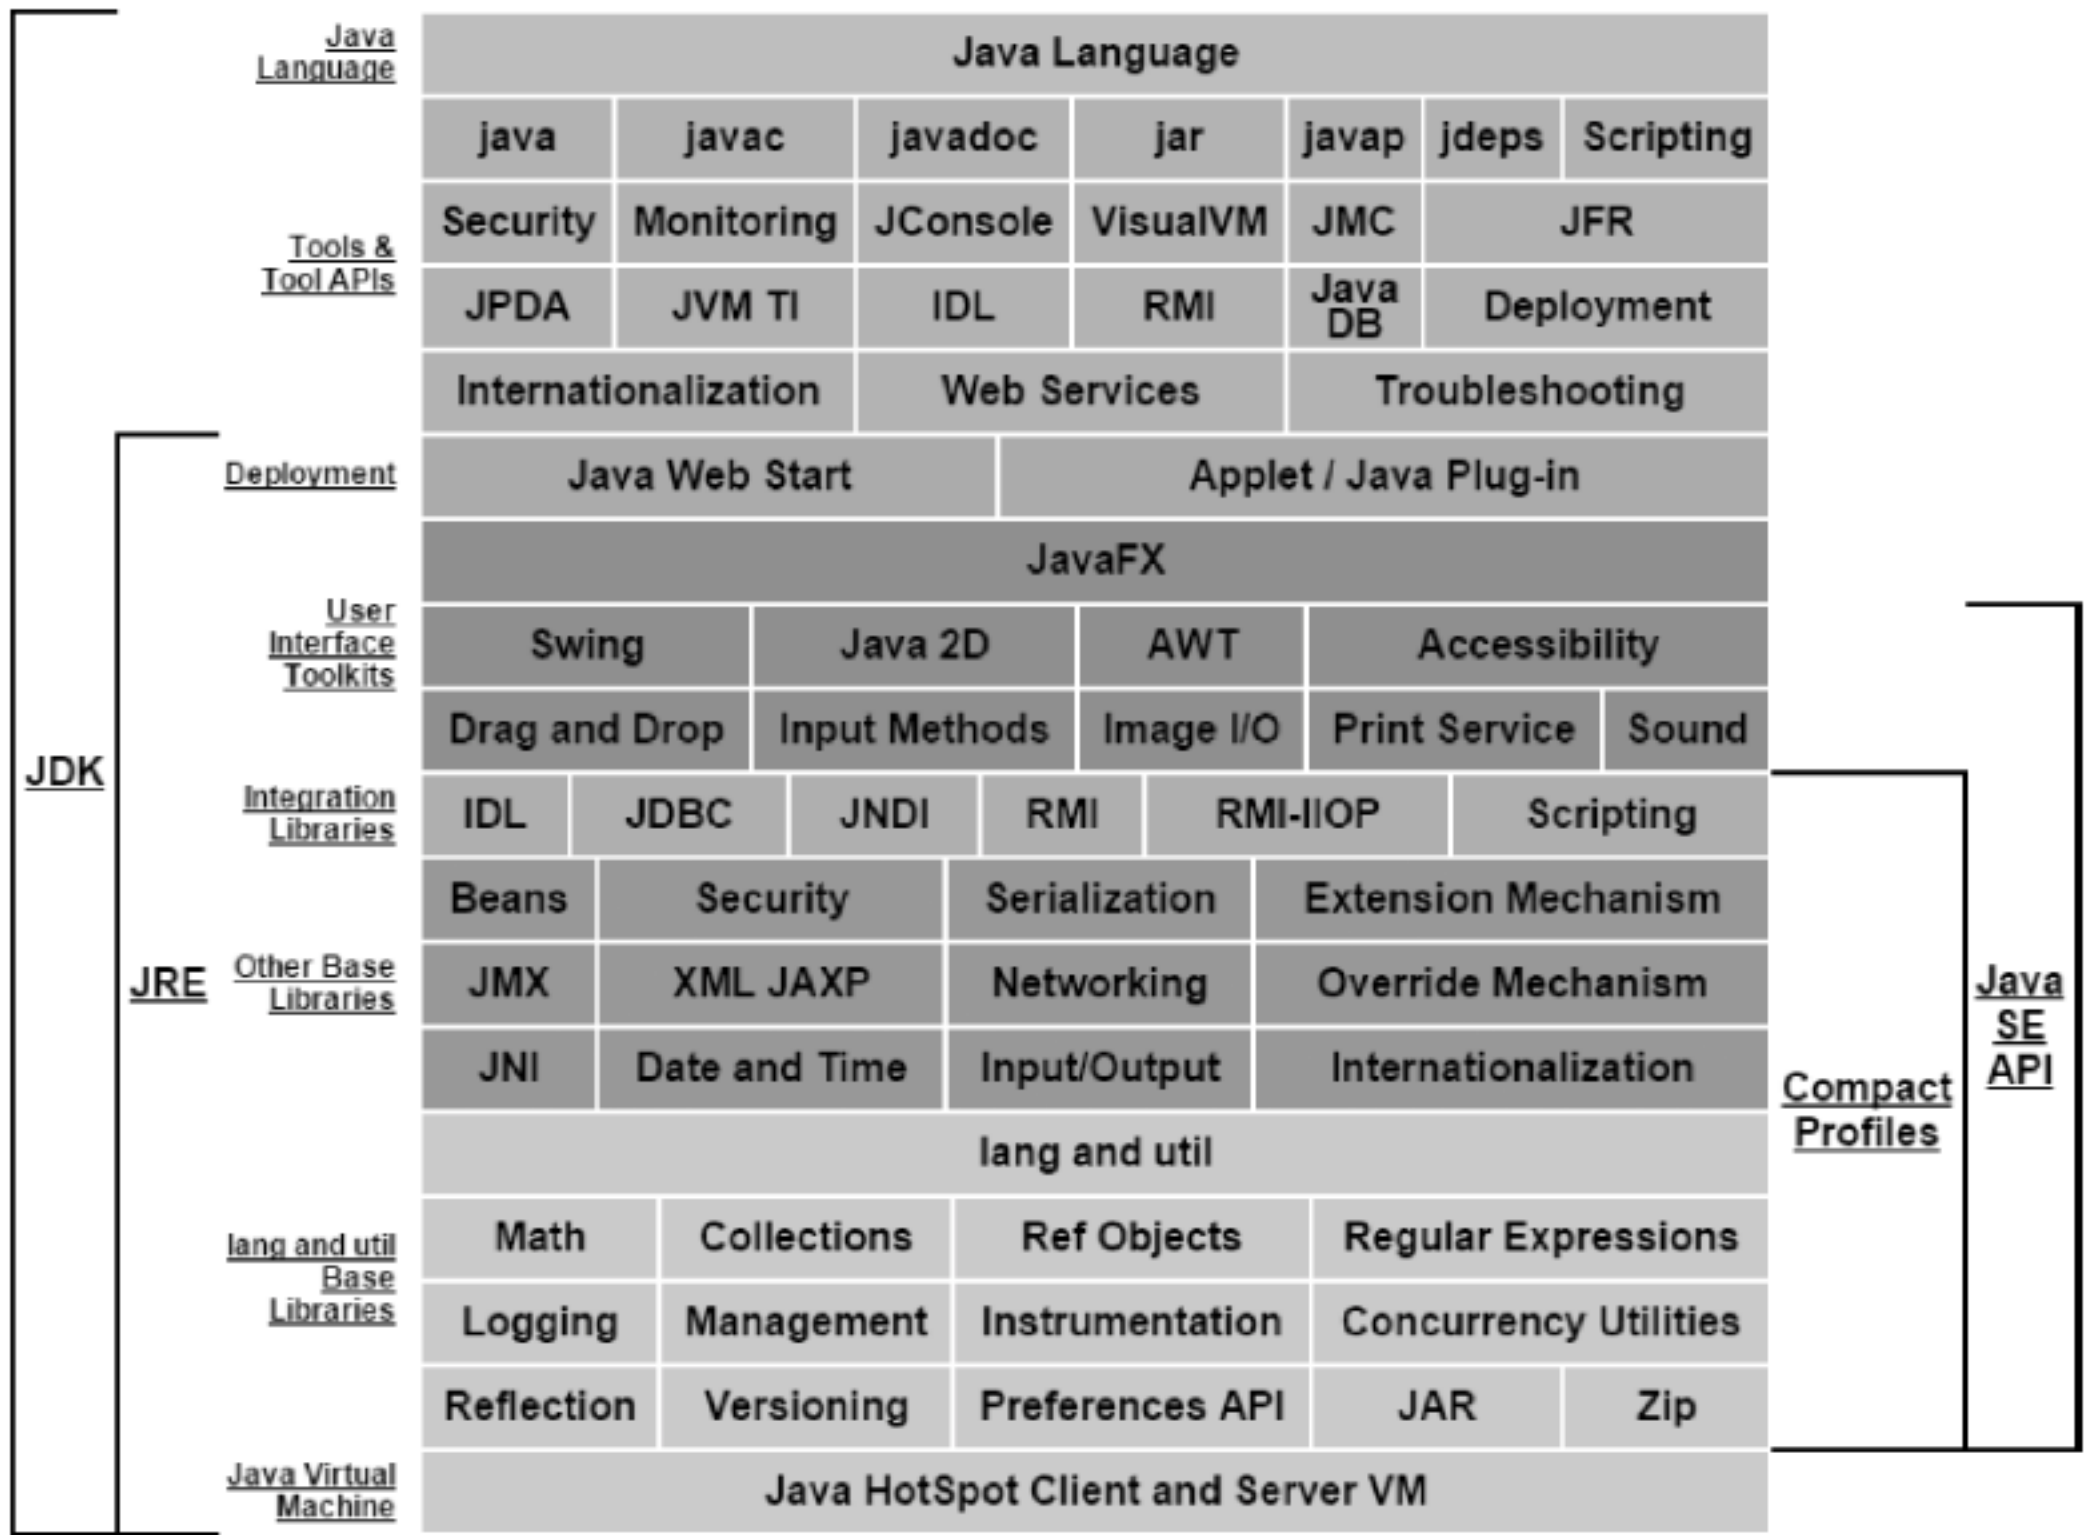 Java
Language
Java Language
java javac javadoc jar javap jdeps Scripting
Tools &
Tool APIs
Security Monitoring JConsole VisualVM JMC JFR
JPDA JVM TI IDL RMI Java
DB Deployment
Internationalization Web Services Troubleshooting
Deployment
Java Web Start Applet / Java Plug-in
JavaFX
User
Interface
Toolkits
Swing Java 2D AWT Accessibility
Drag and Drop Input Methods Image I/O Print Service Sound
JDK
Integration
Libraries
IDL JDBC JNDI RMI RMI-IIOP Scripting
Beans Security Serialization Extension Mechanism
JRE
Other Base
Libraries
JMX XML JAXP Networking Override Mechanism
JNI Date and Time Input/Output Internationalization
Java
SE
API
Compact
Profiles
lang and util
lang and util
Base
Libraries
Math Collections Ref Objects Regular Expressions
Logging Management Instrumentation Concurrency Utilities
Reflection Versioning Preferences API JAR Zip
Java Virtual
Machine
Java HotSpot Client and Server VM